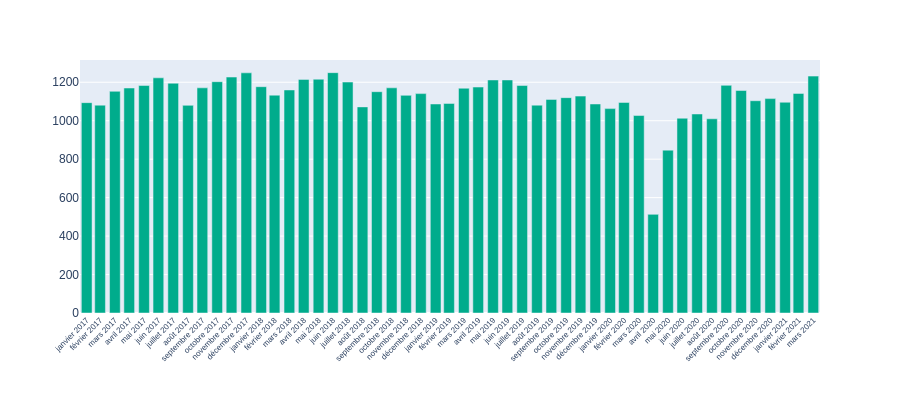 1200
1000
800
600
400
200
0
janvier 2017
février 2017
mars 2017
avril 2017
mai 2017
juin 2017
juillet 2017
août 2017
septembre 2017
octobre 2017
novembre 2017
décembre 2017
janvier 2018
février 2018
mars 2018
avril 2018
mai 2018
juin 2018
juillet 2018
août 2018
septembre 2018
octobre 2018
novembre 2018
décembre 2018
janvier 2019
février 2019
mars 2019
avril 2019
mai 2019
juin 2019
juillet 2019
août 2019
septembre 2019
octobre 2019
novembre 2019
décembre 2019
janvier 2020
février 2020
mars 2020
avril 2020
mai 2020
juin 2020
juillet 2020
août 2020
septembre 2020
octobre 2020
novembre 2020
décembre 2020
janvier 2021
février 2021
mars 2021